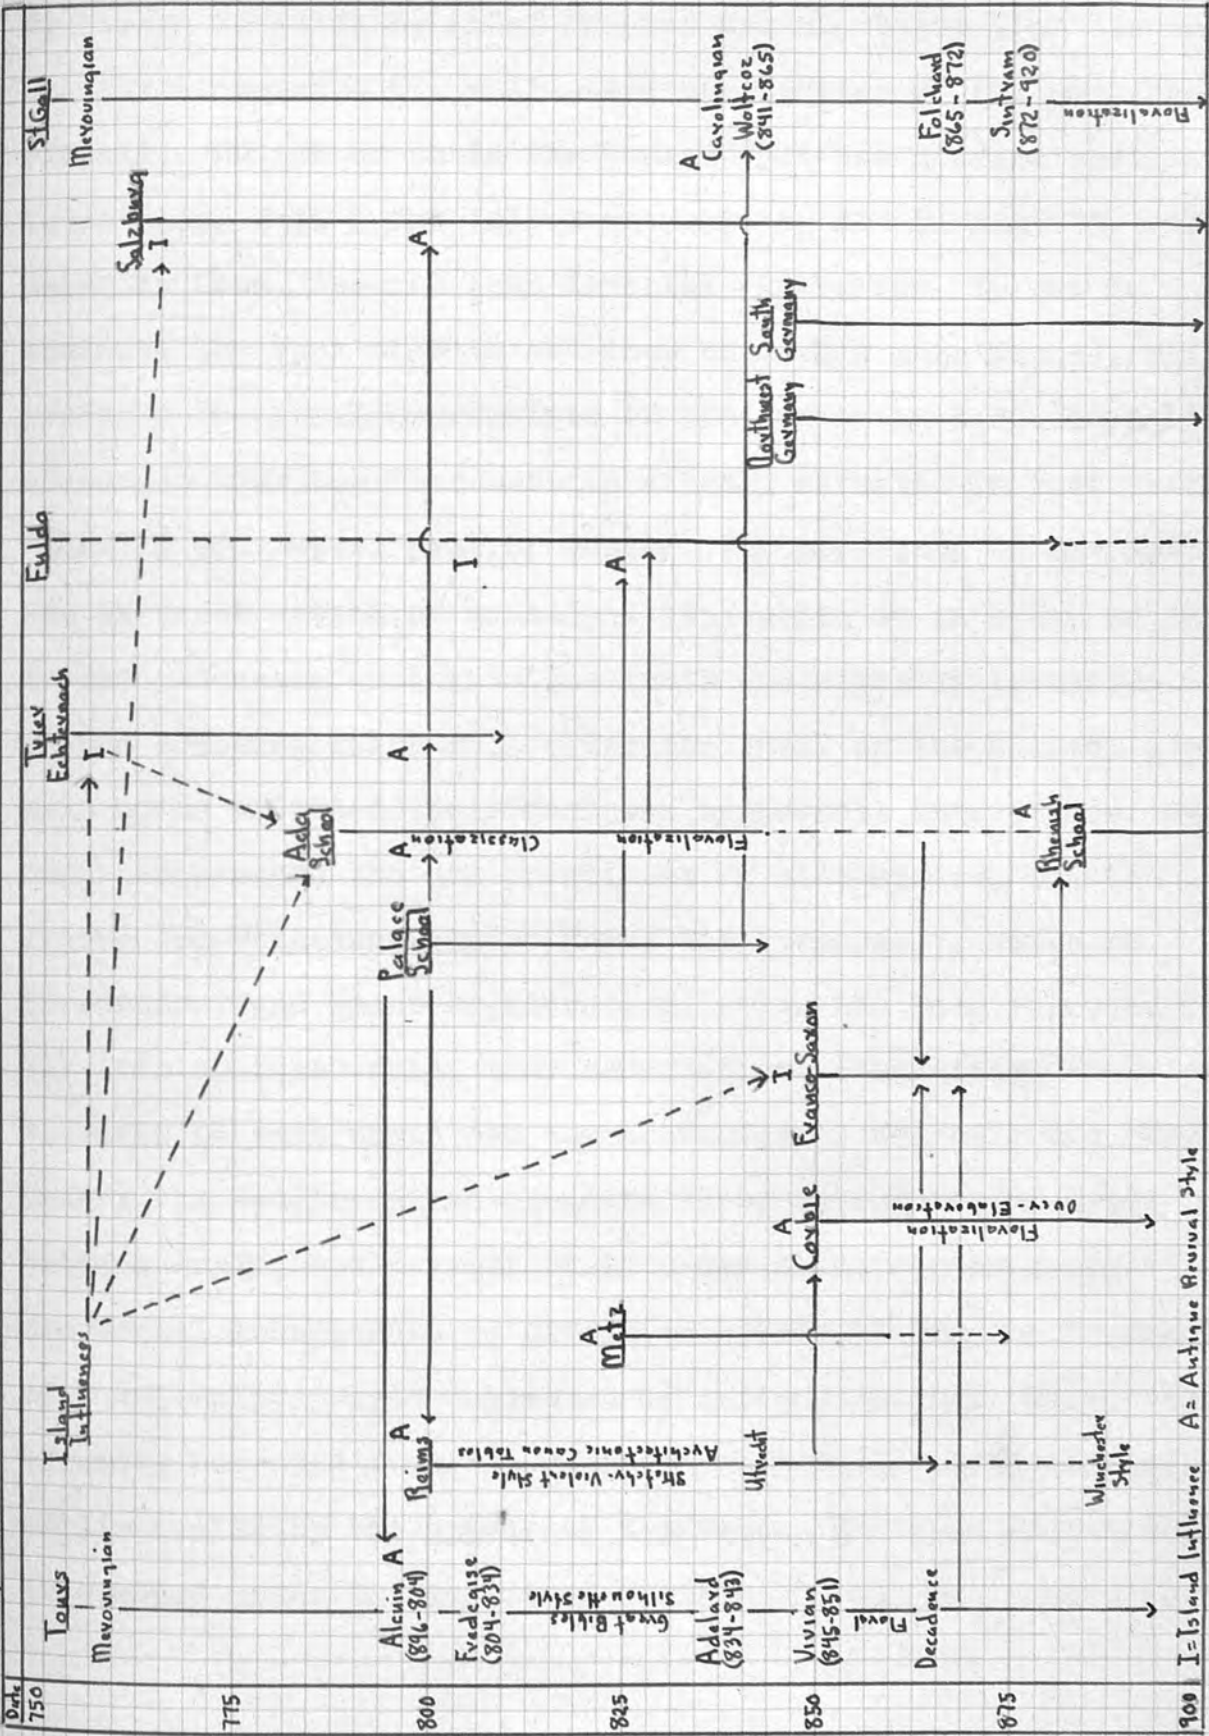 Date
750
775
800
825
850
875
900
Tours
Merovingian
Alcuin A
(896-804)
Fredegise
(804-834)
Great Bibles
Silhouette Style
Adelard
(834-843)
Vivian
(845-851)
Floral
Decadence
Island
Influences
Reims A
Sketchy-Violent Style
Architectonic Canon Tables
Utrecht
Winchester
Style
A
Metz
A
Corbie
Floralization
Over-Elaboration
I
Franco-Saxon
Palace
School
A
Ada
School
Classization
Floralization
A
Rhenish
School
Trier
Echternach
I
A
Fulda
I
A
Northwest
Germany
South
Germany
Salzburg
I
A
St Gall
Merovingian
A
Carolingian
Wolfcoz
(841-865)
Folchard
(865-872)
Sintram
(872-920)
Floralization
I = Island Influence A = Antique Revival Style